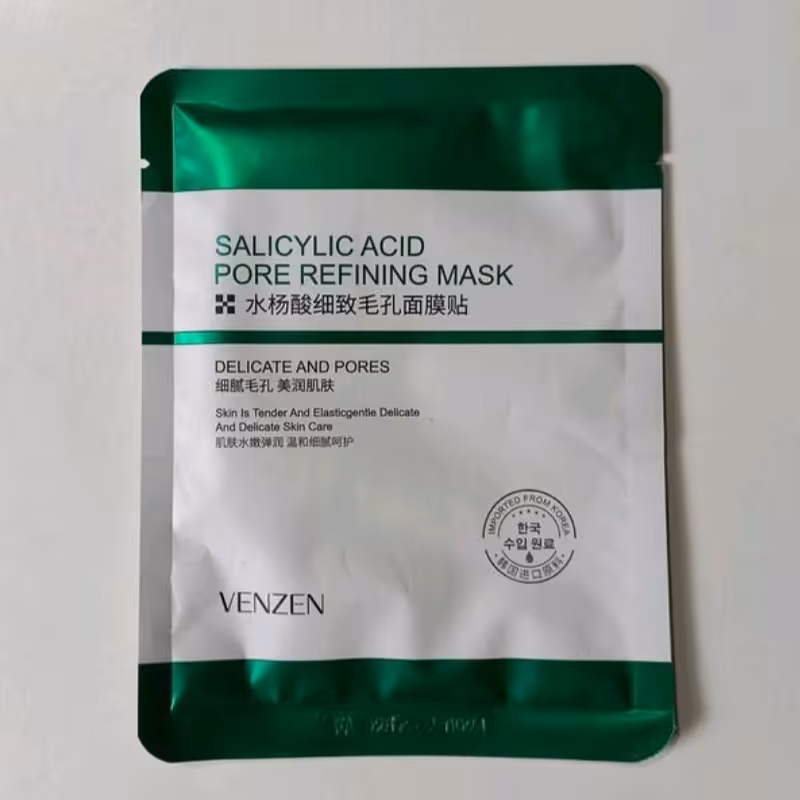 SALICYLIC ACID
PORE REFINING MASK
水杨酸细致毛孔面膜贴
DELICATE AND PORES
细腻毛孔 美润肌肤
Skin Is Tender And Elasticgentle Delicate
And Delicate Skin Care
肌肤水嫩弹润 温和细腻呵护
IMPORTED FROM KOREA
한국
수입 원료
韩国进口原料
VENZEN